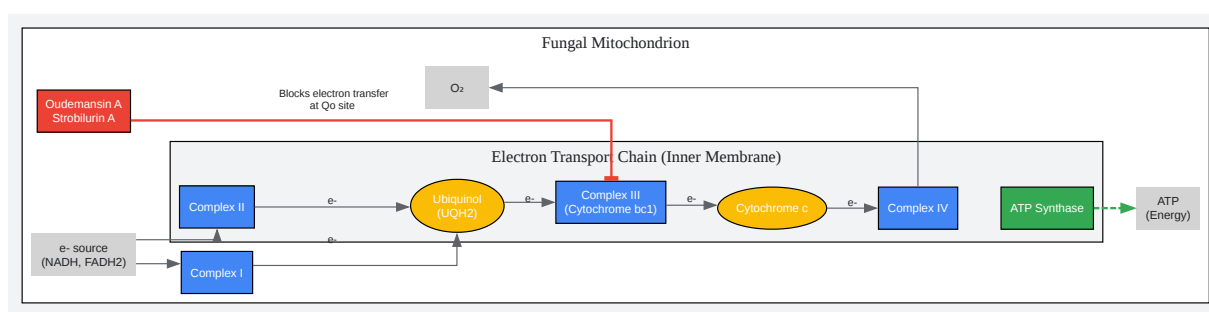 Fungal Mitochondrion
Oudemansin A
Strobilurin A
Blocks electron transfer
at Qo site
O₂
Electron Transport Chain (Inner Membrane)
Complex II
e-
Ubiquinol
(UQH2)
e-
Complex III
(Cytochrome bc1)
e-
Cytochrome c
e-
Complex IV
ATP Synthase
ATP
(Energy)
e- source
(NADH, FADH2)
e-
Complex I